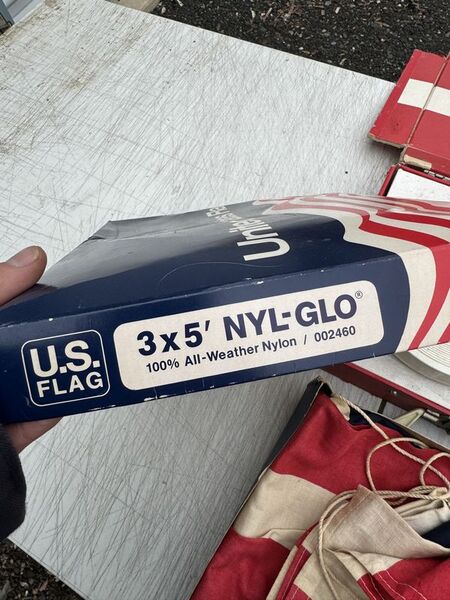 U.S.
FLAG
3x5' NYL-GLO®
100% All-Weather Nylon / 002460